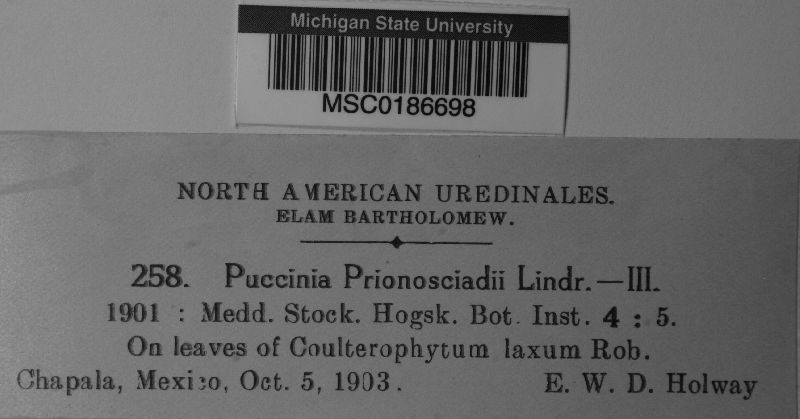 Michigan State University
MSC0186698
NORTH AMERICAN UREDINALES.
ELAM BARTHOLOMEW.
258. Puccinia Prionosciadii Lindr.—III.
1901 : Medd. Stock. Hogsk. Bot. Inst. 4 : 5.
On leaves of Coulterophytum laxum Rob.
Chapala, Mexico, Oct. 5, 1903. E. W. D. Holway